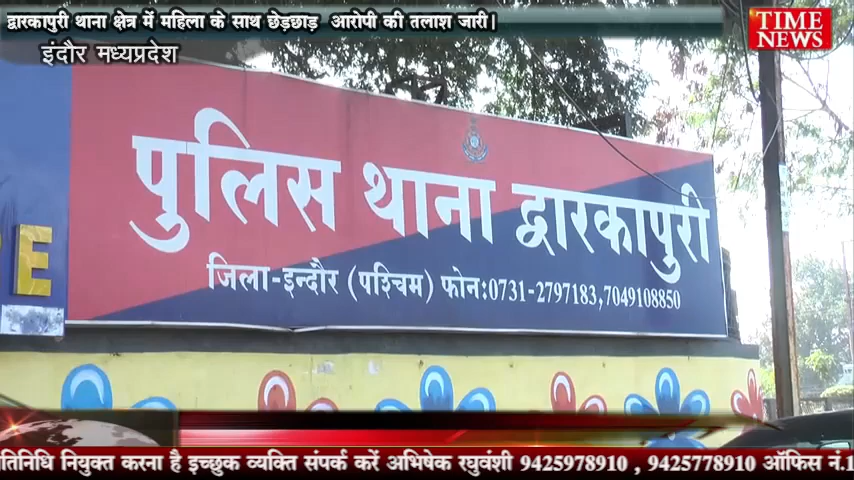 द्वारकापुरी थाना क्षेत्र में महिला के साथ छेड़छाड़ आरोपी की तलाश जारी।
इंदौर मध्यप्रदेश
TIME
NEWS
पुलिस थाना द्वारकापुरी
जिला-इन्दौर (पश्चिम) फोन:0731-2797183,7049108850
PE
तिनिधि नियुक्त करना है इच्छुक व्यक्ति संपर्क करें अभिषेक रघुवंशी 9425978910 , 9425778910 ऑफिस नं.1